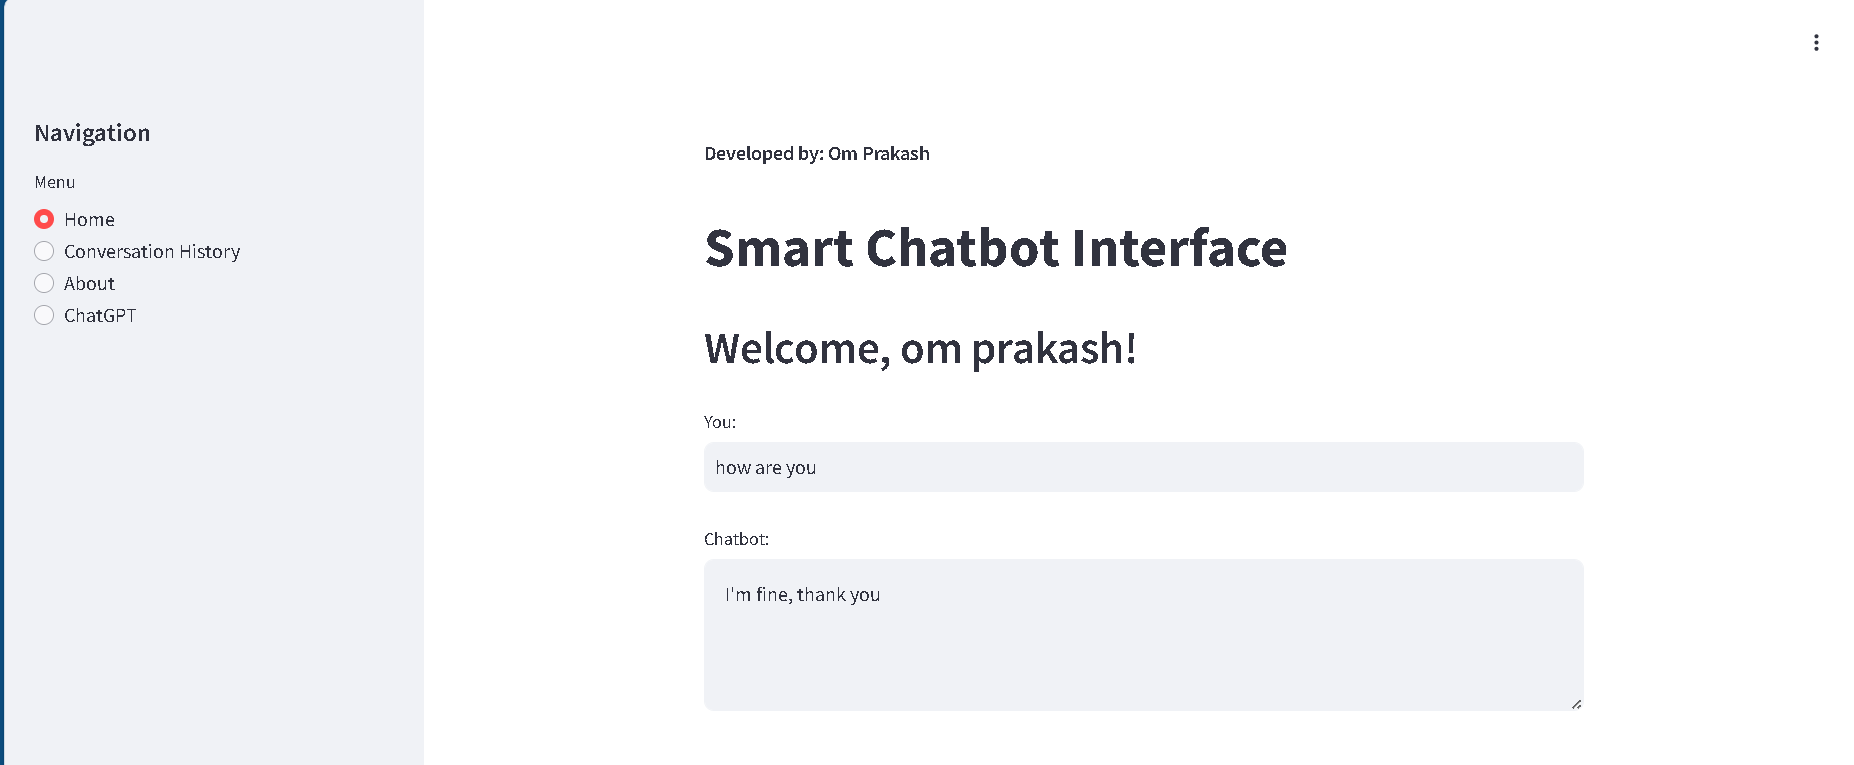 Navigation
Menu
Home
Conversation History
About
ChatGPT
Developed by: Om Prakash
Smart Chatbot Interface
Welcome, om prakash!
You:
how are you
Chatbot:
I'm fine, thank you